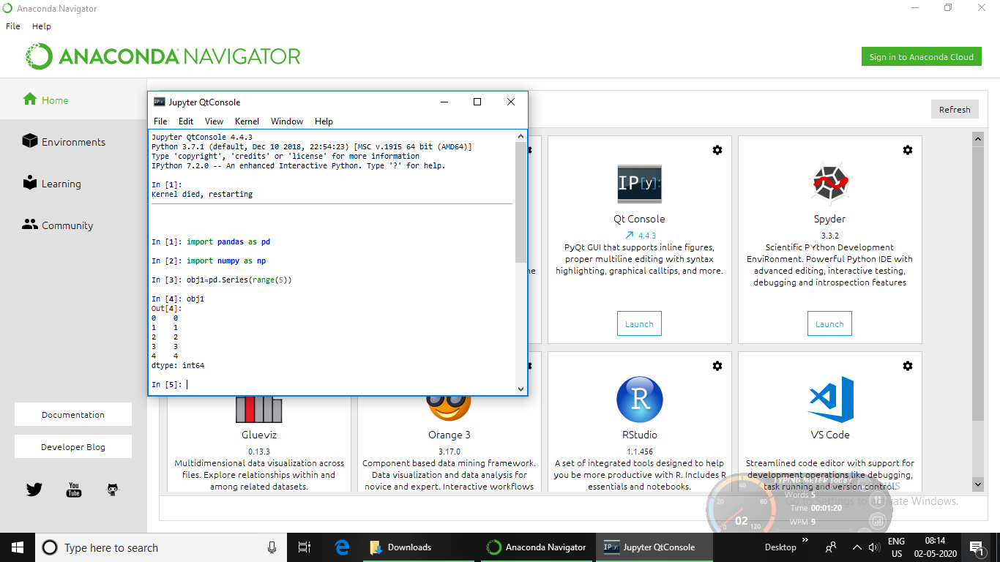 Anaconda Navigator
File Help
ANACONDA NAVIGATOR
Sign in to Anaconda Cloud
Home
Environments
Learning
Community
Documentation
Developer Blog
You Tube
Refresh
Jupyter QtConsole
File Edit View Kernel Window Help
Jupyter QtConsole 4.4.3
Python 3.7.1 (default, Dec 10 2018, 22:54:23) [MSC v.1915 64 bit (AMD64)]
Type 'copyright', 'credits' or 'license' for more information
IPython 7.2.0 -- An enhanced Interactive Python. Type '?' for help.
In [1]:
Kernel died, restarting
In [1]: import pandas as pd
In [2]: import numpy as np
In [3]: obj1=pd.Series(range(5))
In [4]: obj1
Out[4]:
0 0
1 1
2 2
3 3
4 4
dtype: int64
In [5]:
IP[y]:
Qt Console
4.4.3
PyQt GUI that supports inline figures,
proper multiline editing with syntax
highlighting, graphical calltips, and more.
Launch
Spyder
3.3.2
Scientific PYthon Development
EnviRonment. Powerful Python IDE with
advanced editing, interactive testing,
debugging and introspection features
Launch
Glueviz
0.13.3
Multidimensional data visualization across
files. Explore relationships within and
among related datasets.
Orange 3
3.17.0
Component based data mining framework.
Data visualization and data analysis for
novice and expert. Interactive workflows
R
RStudio
1.1.456
A set of integrated tools designed to help
you be more productive with R. Includes R
essentials and notebooks.
VS Code
Streamlined code editor with support for
development operations like debugging,
task running and version control.
TYPING METER
Words 5
Time 00:01:20
WPM 9
0 20 40 80 120
02
Go to Settings to activate Windows.
Type here to search
Downloads
Anaconda Navigator
Jupyter QtConsole
Desktop
ENG
US
08:14
02-05-2020
1